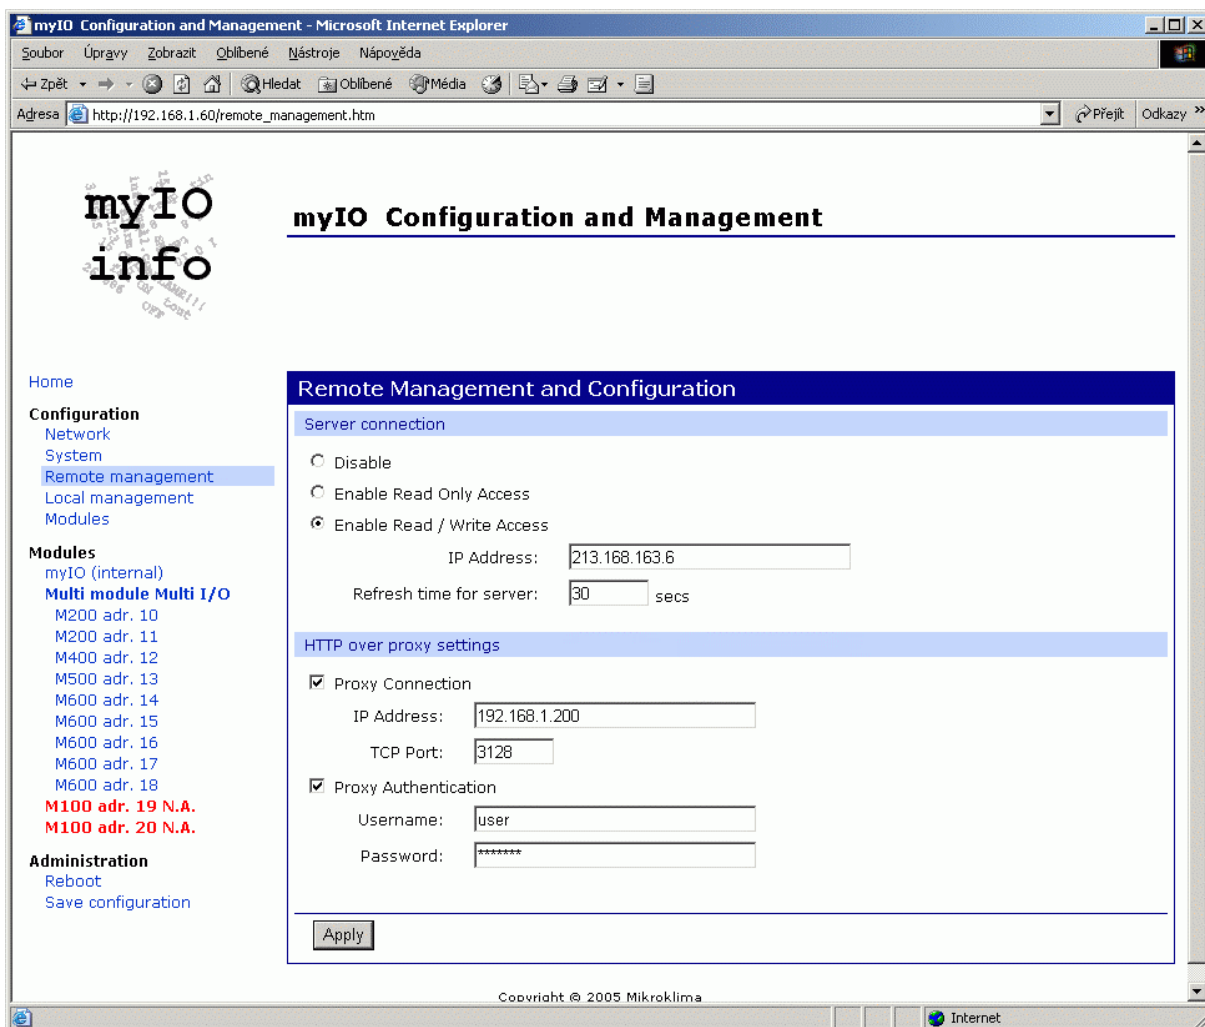 myIO Configuration and Management - Microsoft Internet Explorer
Soubor Úpravy Zobrazit Oblíbené Nástroje Nápověda
Zpět Hledat Oblíbené Média
Adresa http://192.168.1.60/remote_management.htm Přejít Odkazy »
myIO
info
myIO Configuration and Management
Home
Configuration
Network
System
Remote management
Local management
Modules
Modules
myIO (internal)
Multi module Multi I/O
M200 adr. 10
M200 adr. 11
M400 adr. 12
M500 adr. 13
M600 adr. 14
M600 adr. 15
M600 adr. 16
M600 adr. 17
M600 adr. 18
M100 adr. 19 N.A.
M100 adr. 20 N.A.
Administration
Reboot
Save configuration
Remote Management and Configuration
Server connection
Disable
Enable Read Only Access
Enable Read / Write Access
IP Address: 213.168.163.6
Refresh time for server: 30 secs
HTTP over proxy settings
Proxy Connection
IP Address: 192.168.1.200
TCP Port: 3128
Proxy Authentication
Username: user
Password: *******
Apply
Copyright © 2005 Mikroklima
Internet